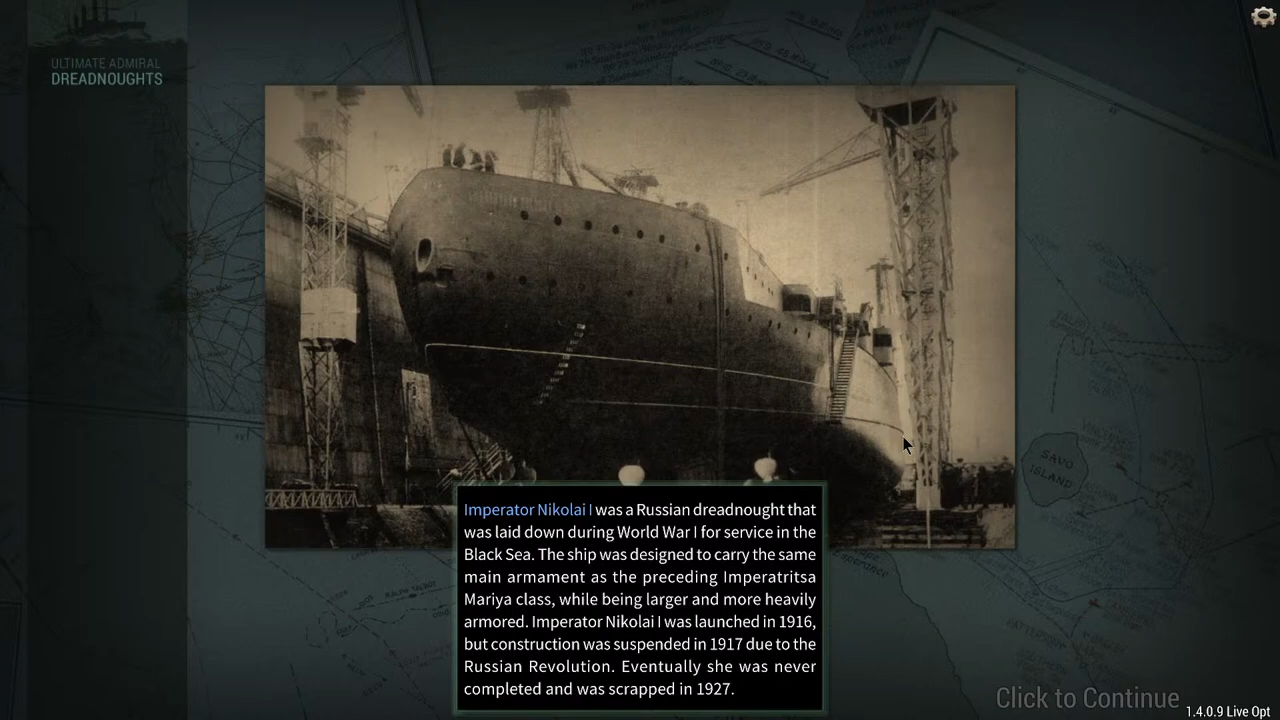 ULTIMATE ADMIRAL
DREADNOUGHTS
SAVO
ISLAND
Imperator Nikolai I was a Russian dreadnought that
was laid down during World War I for service in the
Black Sea. The ship was designed to carry the same
main armament as the preceding Imperatritsa
Mariya class, while being larger and more heavily
armored. Imperator Nikolai I was launched in 1916,
but construction was suspended in 1917 due to the
Russian Revolution. Eventually she was never
completed and was scrapped in 1927.
Click to Continue
1.4.0.9 Live Opt